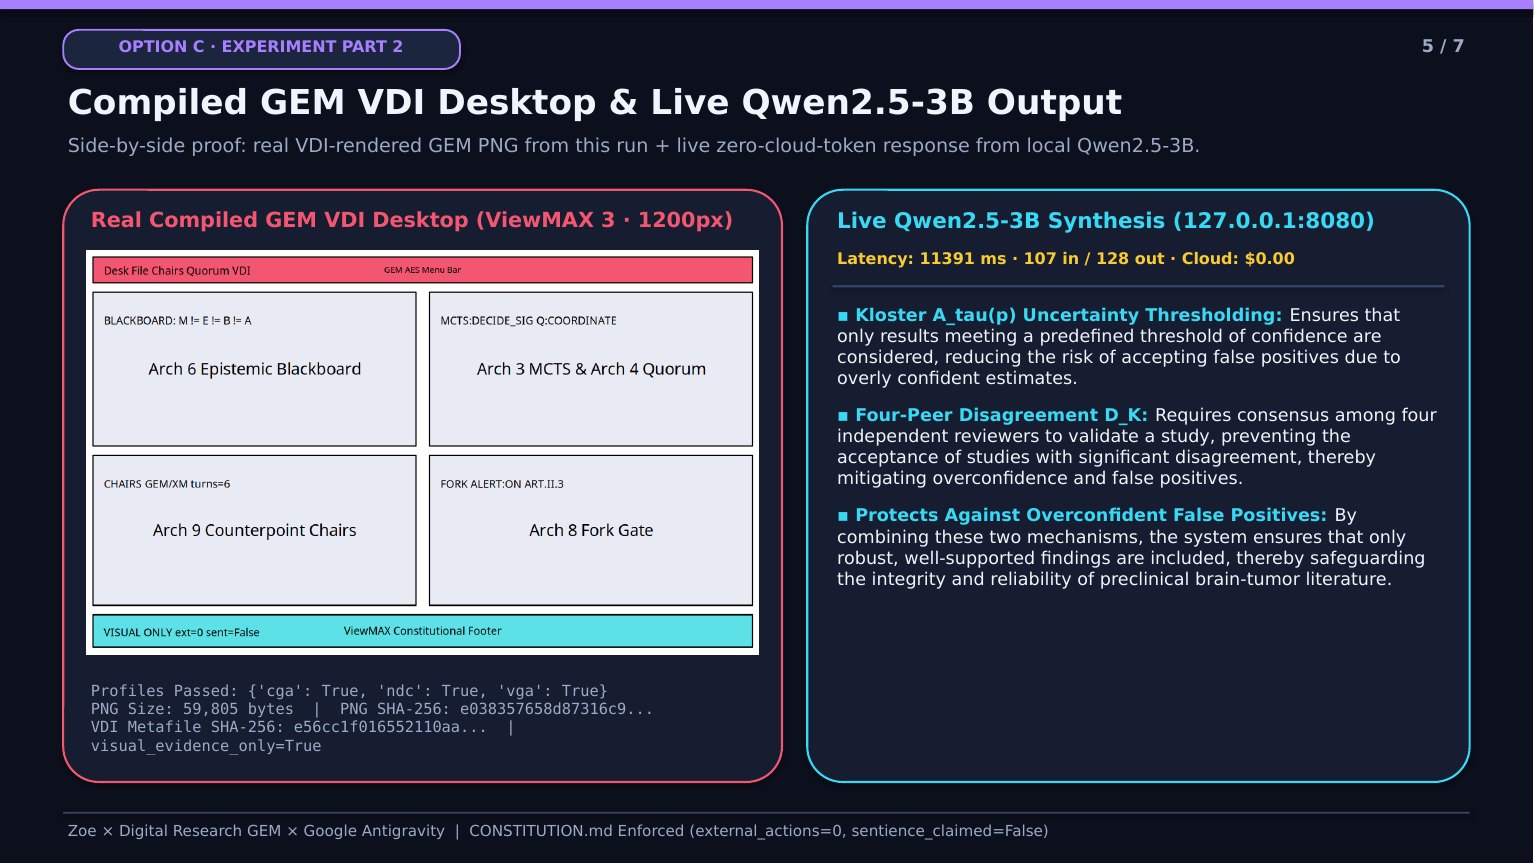 OPTION C · EXPERIMENT PART 2
5 / 7
Compiled GEM VDI Desktop & Live Qwen2.5-3B Output
Side-by-side proof: real VDI-rendered GEM PNG from this run + live zero-cloud-token response from local Qwen2.5-3B.
Real Compiled GEM VDI Desktop (ViewMAX 3 · 1200px)
Desk File Chairs Quorum VDI
GEM AES Menu Bar
BLACKBOARD: M != E != B != A
Arch 6 Epistemic Blackboard
MCTS:DECIDE_SIG Q:COORDINATE
Arch 3 MCTS & Arch 4 Quorum
CHAIRS GEM/XM turns=6
Arch 9 Counterpoint Chairs
FORK ALERT:ON ART.II.3
Arch 8 Fork Gate
VISUAL ONLY ext=0 sent=False
ViewMAX Constitutional Footer
Profiles Passed: {'cga': True, 'ndc': True, 'vga': True}
PNG Size: 59,805 bytes  |  PNG SHA-256: e038357658d87316c9...
VDI Metafile SHA-256: e56cc1f016552110aa...  |
visual_evidence_only=True
Live Qwen2.5-3B Synthesis (127.0.0.1:8080)
Latency: 11391 ms · 107 in / 128 out · Cloud: $0.00
▪ Kloster A_tau(p) Uncertainty Thresholding: Ensures that
only results meeting a predefined threshold of confidence are
considered, reducing the risk of accepting false positives due to
overly confident estimates.
▪ Four-Peer Disagreement D_K: Requires consensus among four
independent reviewers to validate a study, preventing the
acceptance of studies with significant disagreement, thereby
mitigating overconfidence and false positives.
▪ Protects Against Overconfident False Positives: By
combining these two mechanisms, the system ensures that only
robust, well-supported findings are included, thereby safeguarding
the integrity and reliability of preclinical brain-tumor literature.
Zoe × Digital Research GEM × Google Antigravity  |  CONSTITUTION.md Enforced (external_actions=0, sentience_claimed=False)